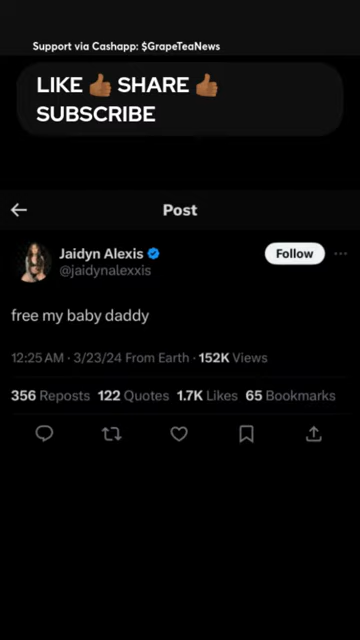 Support via Cashapp: $GrapeTeaNews
LIKE 👍🏾 SHARE 👍🏾
SUBSCRIBE
Post
Jaidyn Alexis
Follow
@jaidynalexxis
free my baby daddy
12:25 AM · 3/23/24 From Earth · 152K Views
356 Reposts 122 Quotes 1.7K Likes 65 Bookmarks